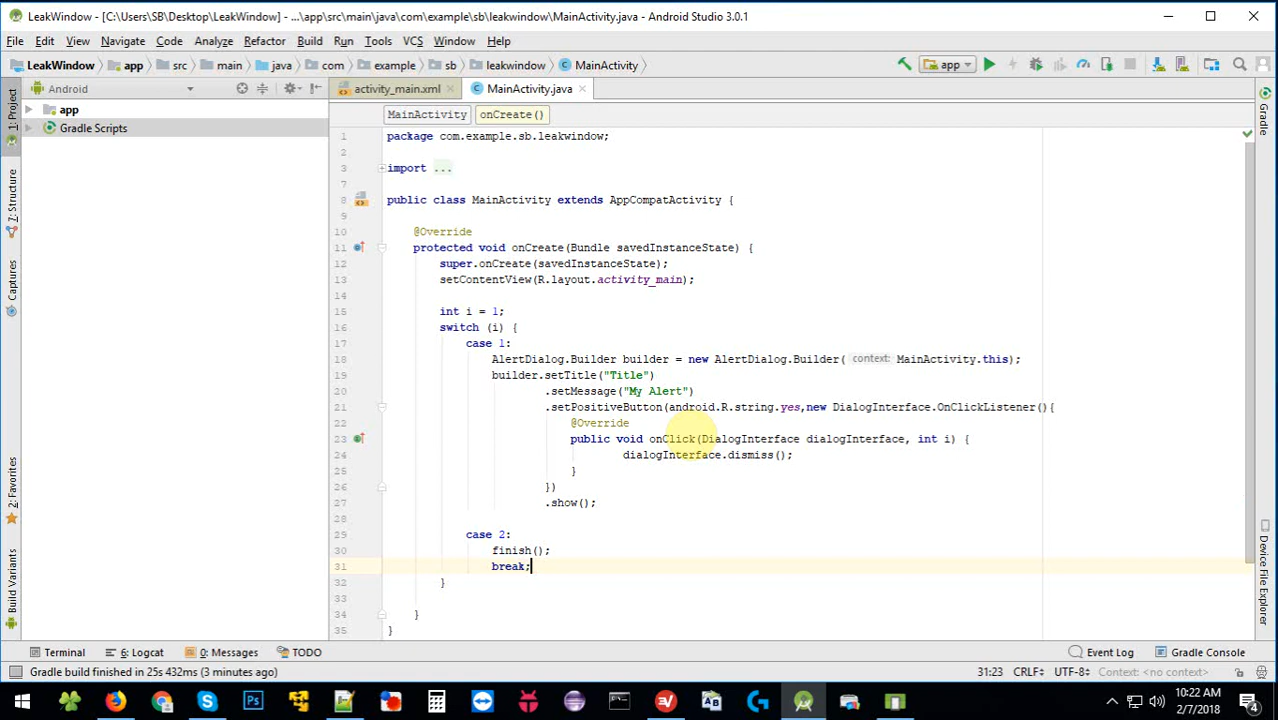 LeakWindow - [C:\Users\SB\Desktop\LeakWindow] - ...\app\src\main\java\com\example\sb\leakwindow\MainActivity.java - Android Studio 3.0.1
File Edit View Navigate Code Analyze Refactor Build Run Tools VCS Window Help
LeakWindow app src main java com example sb leakwindow MainActivity app
Android activity_main.xml MainActivity.java
app
Gradle Scripts
1: Project
7: Structure
Captures
2: Favorites
Build Variants
MainActivity onCreate()
1 package com.example.sb.leakwindow;
2
3 import ...
7
8 public class MainActivity extends AppCompatActivity {
9
10 @Override
11 protected void onCreate(Bundle savedInstanceState) {
12 super.onCreate(savedInstanceState);
13 setContentView(R.layout.activity_main);
14
15 int i = 1;
16 switch (i) {
17 case 1:
18 AlertDialog.Builder builder = new AlertDialog.Builder( context: MainActivity.this);
19 builder.setTitle("Title")
20 .setMessage("My Alert")
21 .setPositiveButton(android.R.string.yes,new DialogInterface.OnClickListener(){
22 @Override
23 public void onClick(DialogInterface dialogInterface, int i) {
24 dialogInterface.dismiss();
25 }
26 })
27 .show();
28
29 case 2:
30 finish();
31 break;
32 }
33
34 }
35 }
Gradle
Device File Explorer
Terminal 6: Logcat 0: Messages TODO Event Log Gradle Console
Gradle build finished in 25s 432ms (3 minutes ago) 31:23 CRLF÷ UTF-8÷ Context: <no context>
10:22 AM
2/7/2018
4